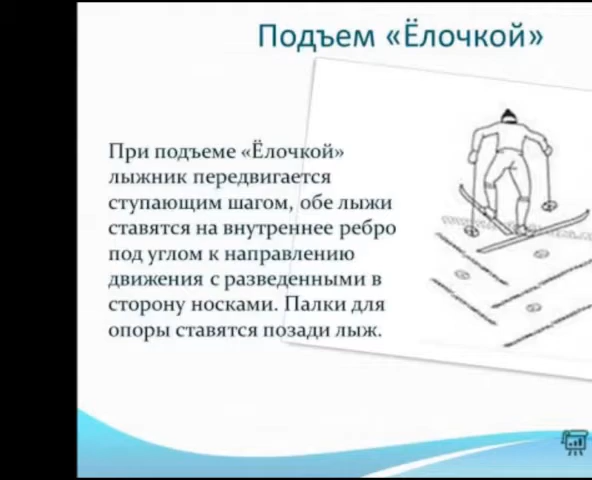 Подъем «Ёлочкой»
При подъеме «Ёлочкой»
лыжник передвигается
ступающим шагом, обе лыжи
ставятся на внутреннее ребро
под углом к направлению
движения с разведенными в
сторону носками. Палки для
опоры ставятся позади лыж.